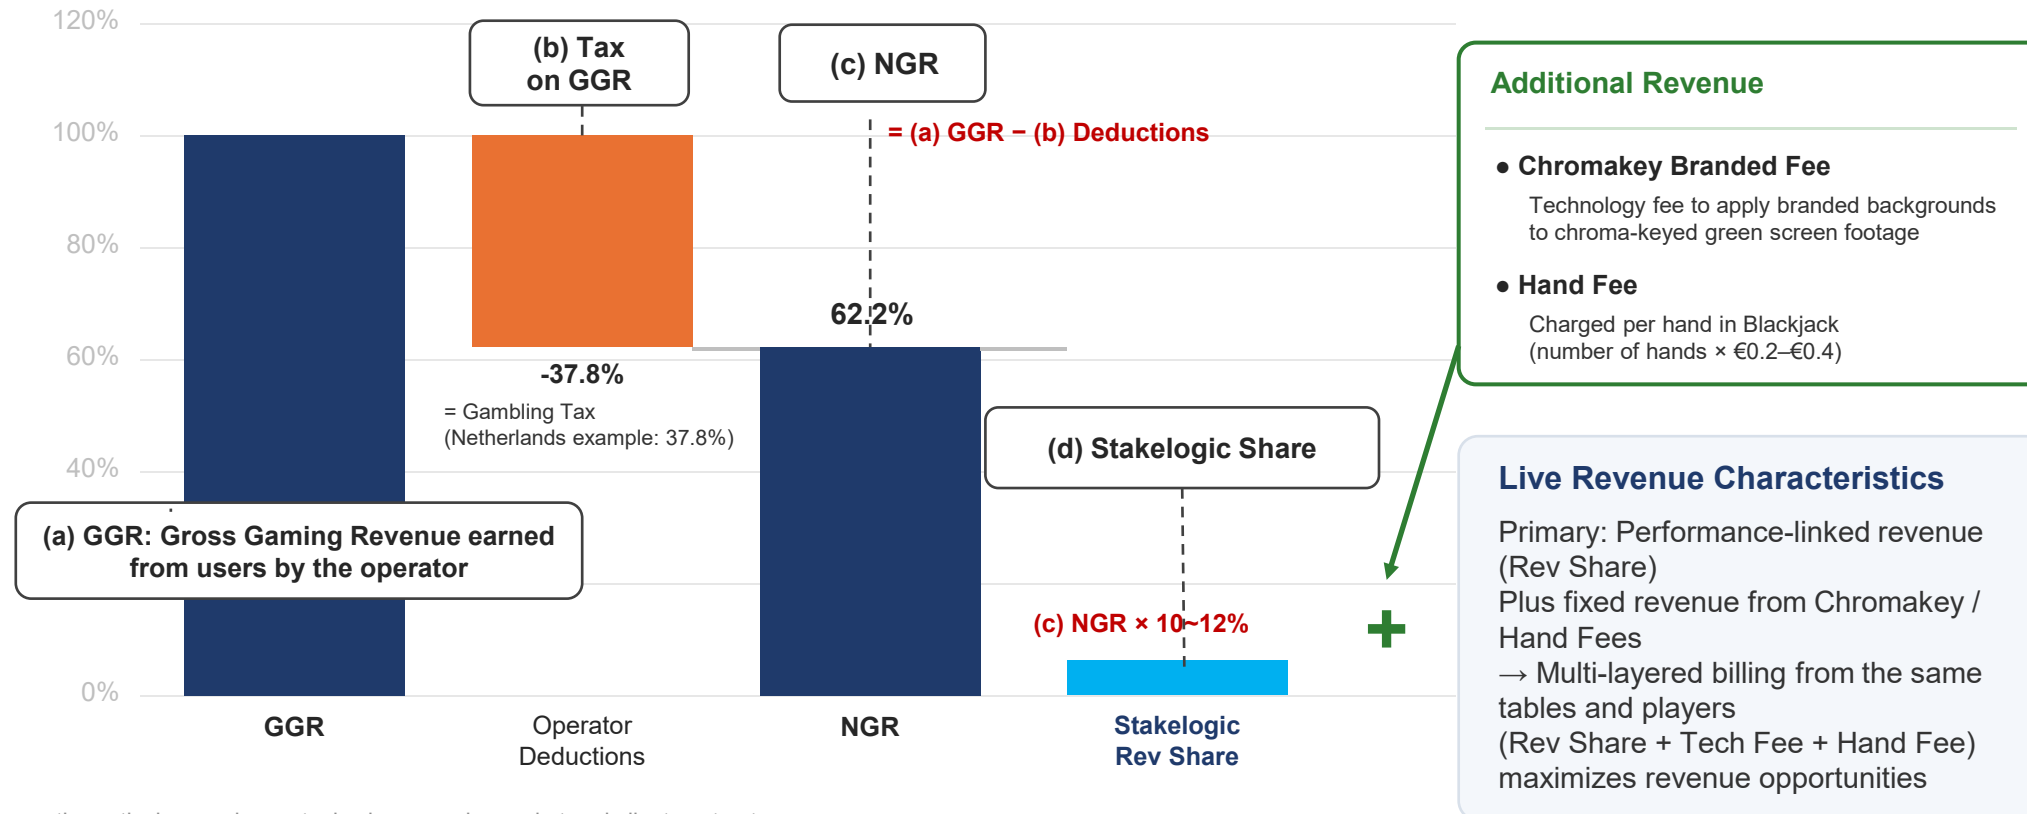 120%
100%
80%
60%
40%
0%
(b) Tax
on GGR
(c) NGR
= (a) GGR − (b) Deductions
62.2%
-37.8%
= Gambling Tax
(Netherlands example: 37.8%)
(d) Stakelogic Share
(a) GGR: Gross Gaming Revenue earned
from users by the operator
(c) NGR × 10~12%
+
GGR
Operator
Deductions
NGR
Stakelogic
Rev Share
Additional Revenue
● Chromakey Branded Fee
Technology fee to apply branded backgrounds
to chroma-keyed green screen footage
● Hand Fee
Charged per hand in Blackjack
(number of hands × €0.2–€0.4)
Live Revenue Characteristics
Primary: Performance-linked revenue
(Rev Share)
Plus fixed revenue from Chromakey /
Hand Fees
→ Multi-layered billing from the same
tables and players
(Rev Share + Tech Fee + Hand Fee)
maximizes revenue opportunities